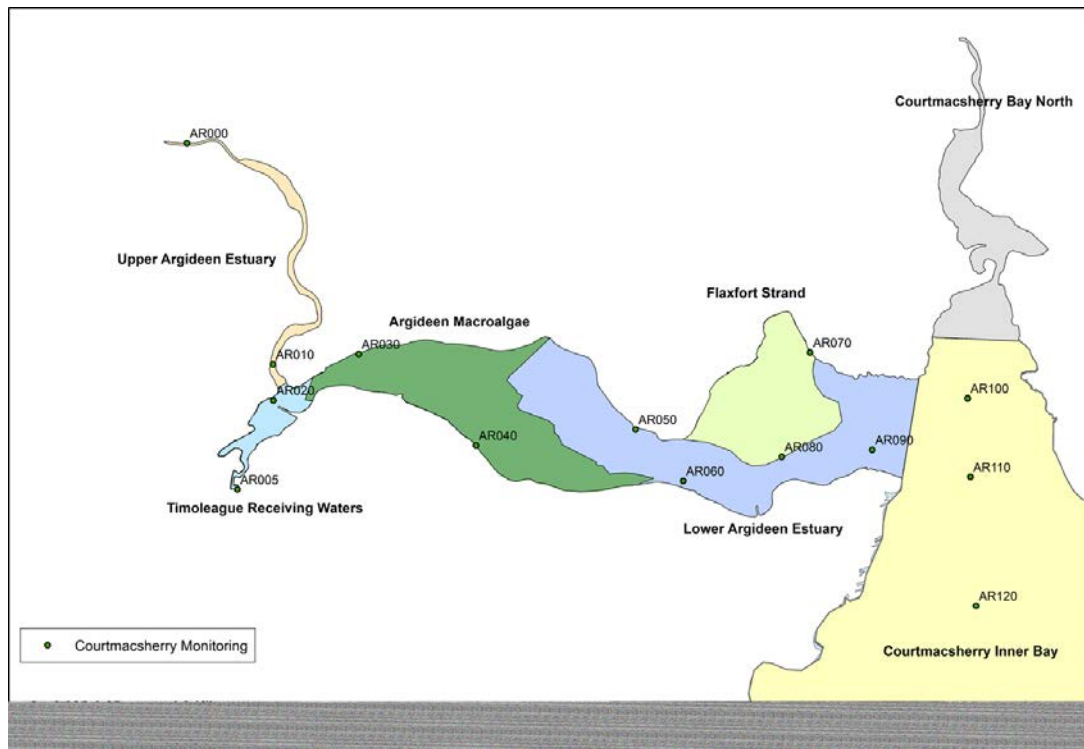 Courtmacsherry Bay North
AR000
Upper Argideen Estuary
Flaxfort Strand
Argideen Macroalgae
AR010
AR030
AR070
AR020
AR100
AR050
AR040
AR080
AR090
AR060
AR110
AR005
Timoleague Receiving Waters
Lower Argideen Estuary
AR120
Courtmacsherry Monitoring
Courtmacsherry Inner Bay